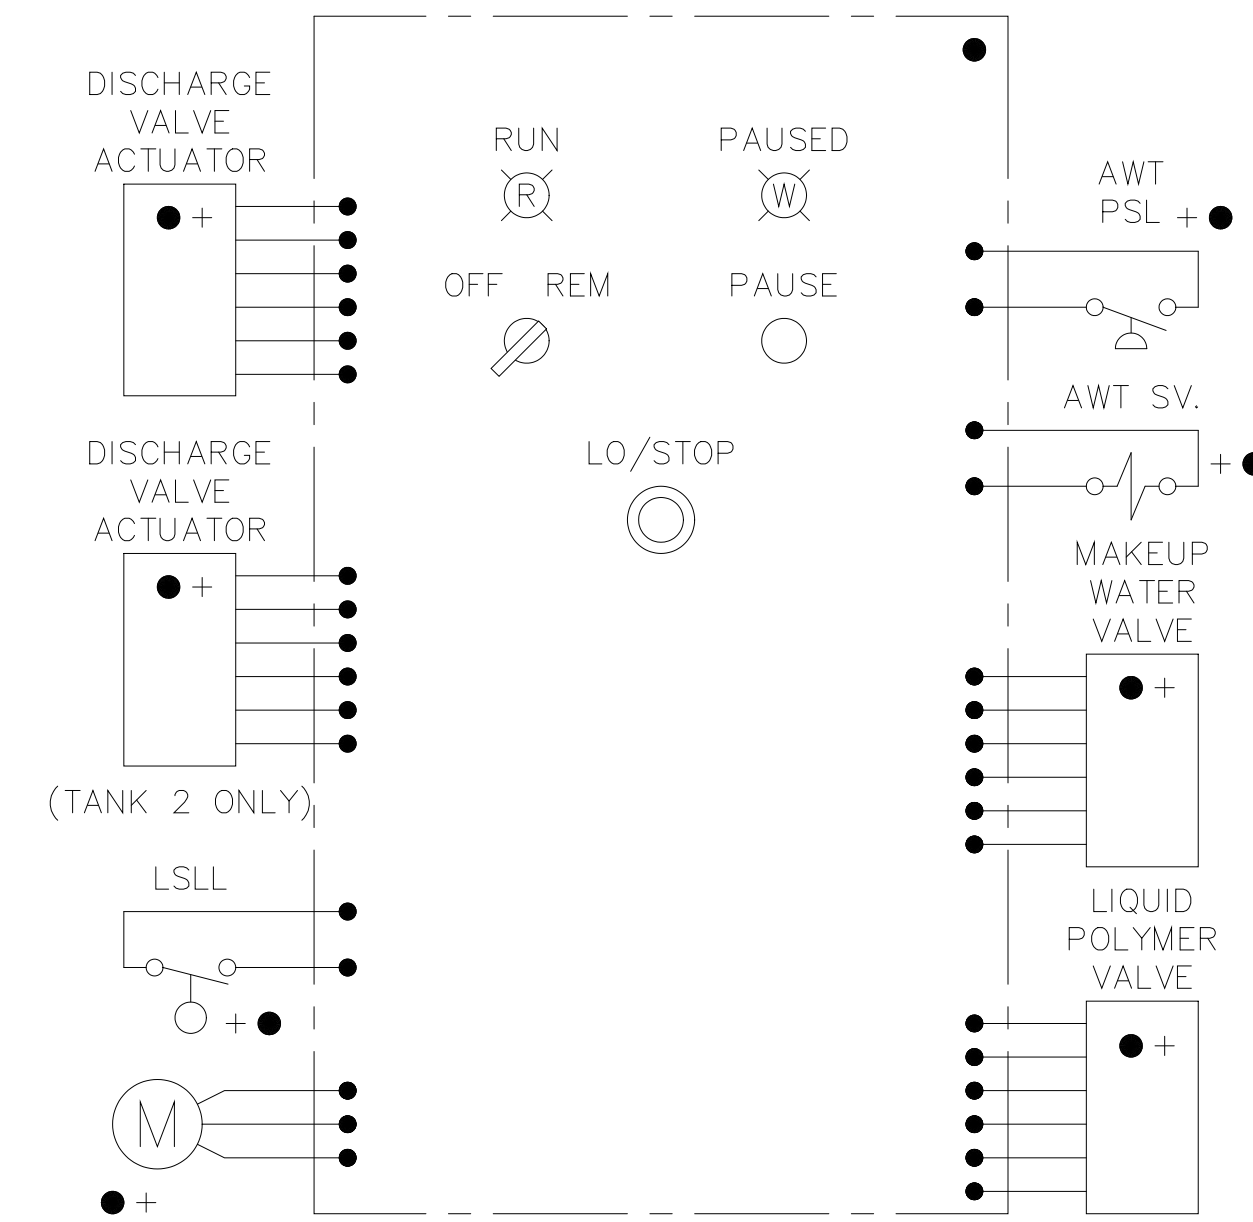 DISCHARGE
VALVE
ACTUATOR
RUN
R
PAUSED
W
OFF REM
PAUSE
LO/STOP
DISCHARGE
VALVE
ACTUATOR
(TANK 2 ONLY)
LSLL
M
AWT
PSL
AWT SV.
MAKEUP
WATER
VALVE
LIQUID
POLYMER
VALVE